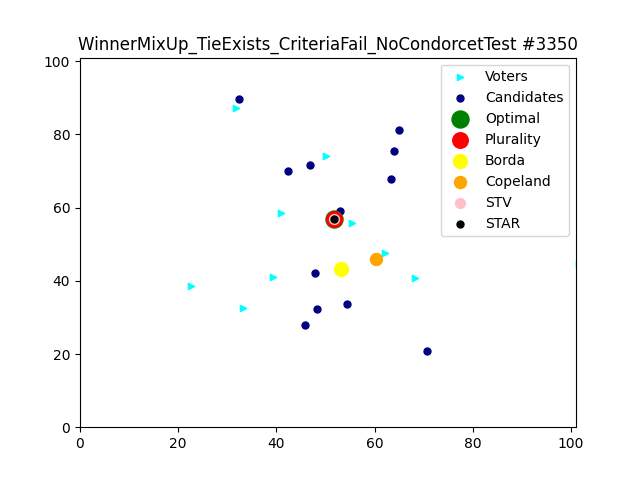 WinnerMixUp_TieExists_CriteriaFail_NoCondorcetTest #3350
100
80
60
40
20
0
0 20 40 60 80 100
Voters
Candidates
Optimal
Plurality
Borda
Copeland
STV
STAR